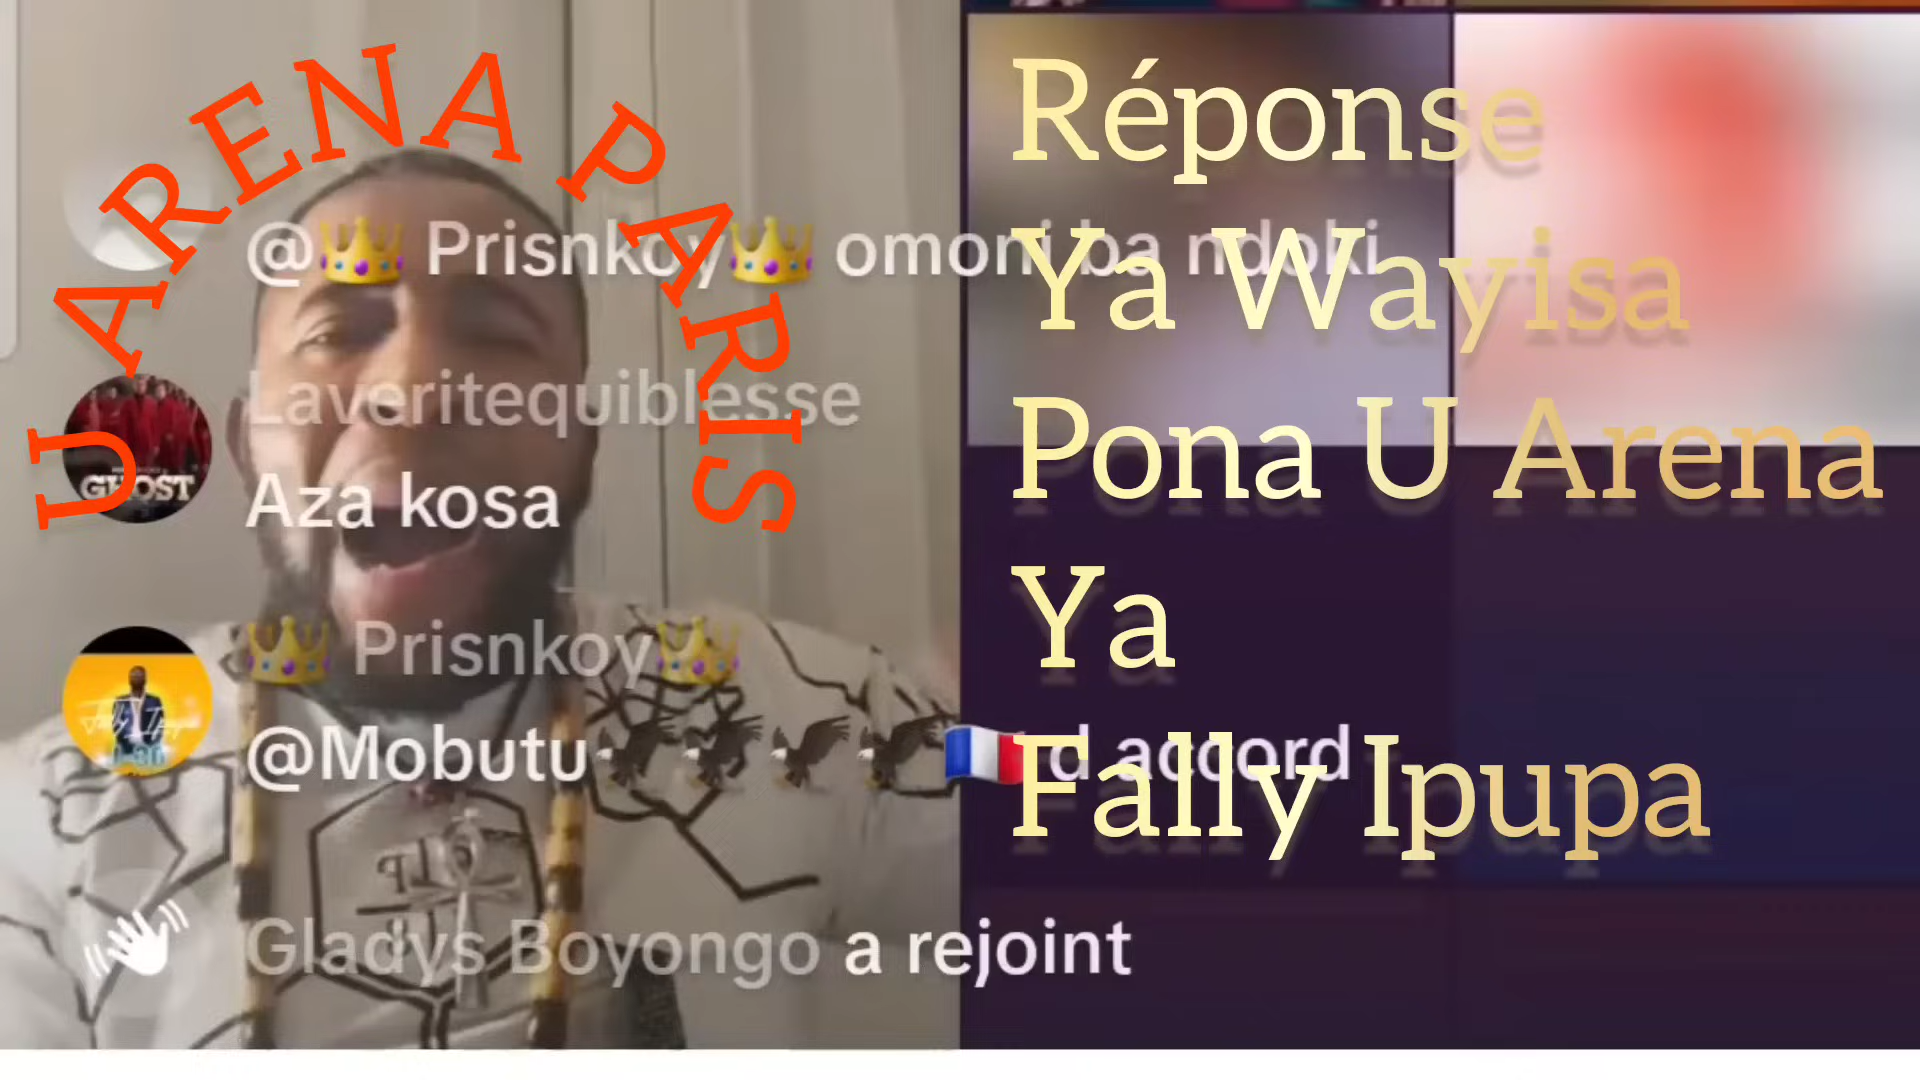 U ARENA PARIS
Réponse
Ya Wayisa
Pona U Arena
Ya
Fally Ipupa
@👑 Prisnkoy👑 omoni ba ndoki
Laveritequiblesse
Aza kosa
GHOST
👑 Prisnkoy👑
@Mobutu🦅🦅🦅🦅🇫🇷 d accord
Gladys Boyongo a rejoint